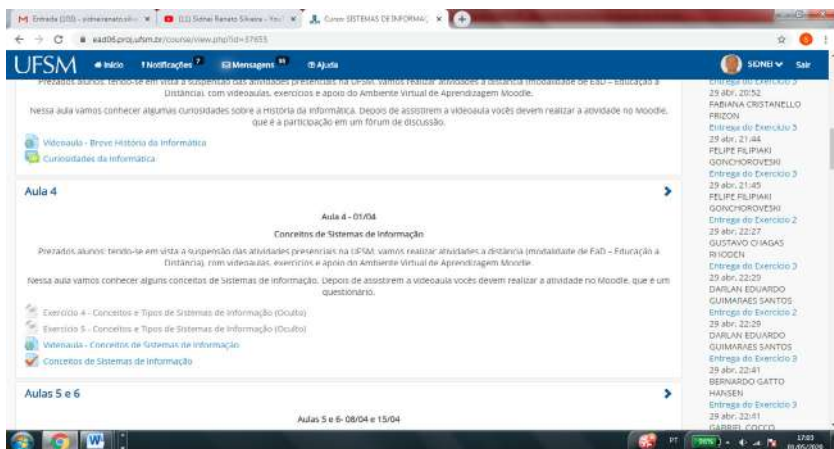 Entrada (100) - sidneirenato.silv
(11) Sidnei Renato Silveira - You
Curso: SISTEMAS DE INFORMAÇ
ead06.proj.ufsm.br/course/view.php?id=37653
UFSM
Início
Notificações 7
Mensagens
Ajuda
SIDNEI
Sair
Prezados alunos: tendo-se em vista a suspensão das atividades presenciais na UFSM, vamos realizar atividades a distância (modalidade de EaD – Educação a
Distância), com videoaulas, exercícios e apoio do Ambiente Virtual de Aprendizagem Moodle.
Nessa aula vamos conhecer algumas curiosidades sobre a História da Informática. Depois de assistirem a videoaula vocês devem realizar a atividade no Moodle,
que é a participação em um fórum de discussão.
Videoaula - Breve História da Informática
Curiosidades da Informática
Aula 4
Aula 4 - 01/04
Conceitos de Sistemas de Informação
Prezados alunos: tendo-se em vista a suspensão das atividades presenciais na UFSM, vamos realizar atividades a distância (modalidade de EaD – Educação a
Distância), com videoaulas, exercícios e apoio do Ambiente Virtual de Aprendizagem Moodle.
Nessa aula vamos conhecer alguns conceitos de Sistemas de Informação. Depois de assistirem a videoaula vocês devem realizar a atividade no Moodle, que é um
questionário.
Exercício 4 - Conceitos e Tipos de Sistemas de Informação (Oculto)
Exercício 5 - Conceitos e Tipos de Sistemas de Informação (Oculto)
Videoaula - Conceitos de Sistemas de Informação
Conceitos de Sistemas de Informação
Aulas 5 e 6
Aulas 5 e 6- 08/04 e 15/04
Entrega do Exercício 3
29 abr, 20:52
FABIANA CRISTANELLO
FRIZON
Entrega do Exercício 3
29 abr, 21:44
FELIPE FILIPIAKI
GONCHOROVESKI
Entrega do Exercício 3
29 abr, 21:45
FELIPE FILIPIAKI
GONCHOROVESKI
Entrega do Exercício 2
29 abr, 22:27
GUSTAVO CHAGAS
RHODEN
Entrega do Exercício 3
29 abr, 22:29
DARLAN EDUARDO
GUIMARAES SANTOS
Entrega do Exercício 2
29 abr, 22:29
DARLAN EDUARDO
GUIMARAES SANTOS
Entrega do Exercício 3
29 abr, 22:41
BERNARDO GATTO
HANSEN
Entrega do Exercício 3
29 abr, 22:41
GABRIEL COCCO
PT
17:03
01/05/2020